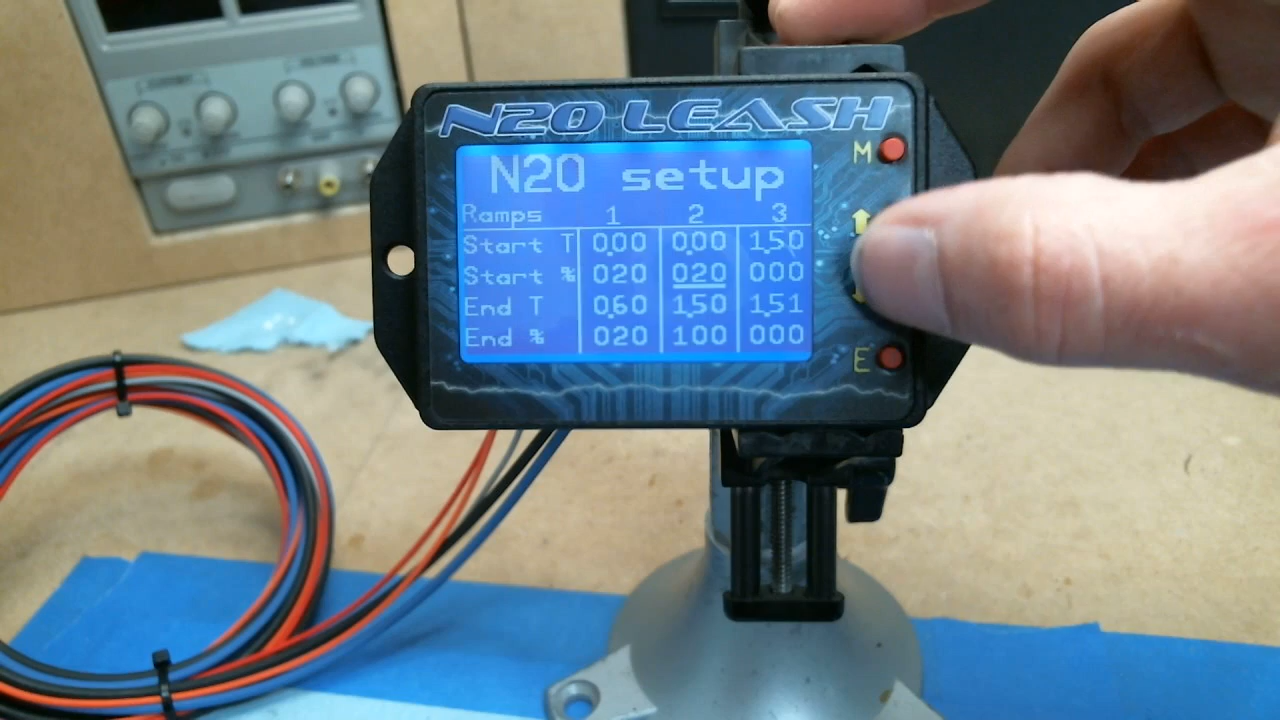 N20 LEASH
M
N20 setup
Ramps 1 2 3
Start T 0.00 0.00 1.50
Start % 020 020 000
End T 0.60 1.50 1.51
End % 020 100 000
E